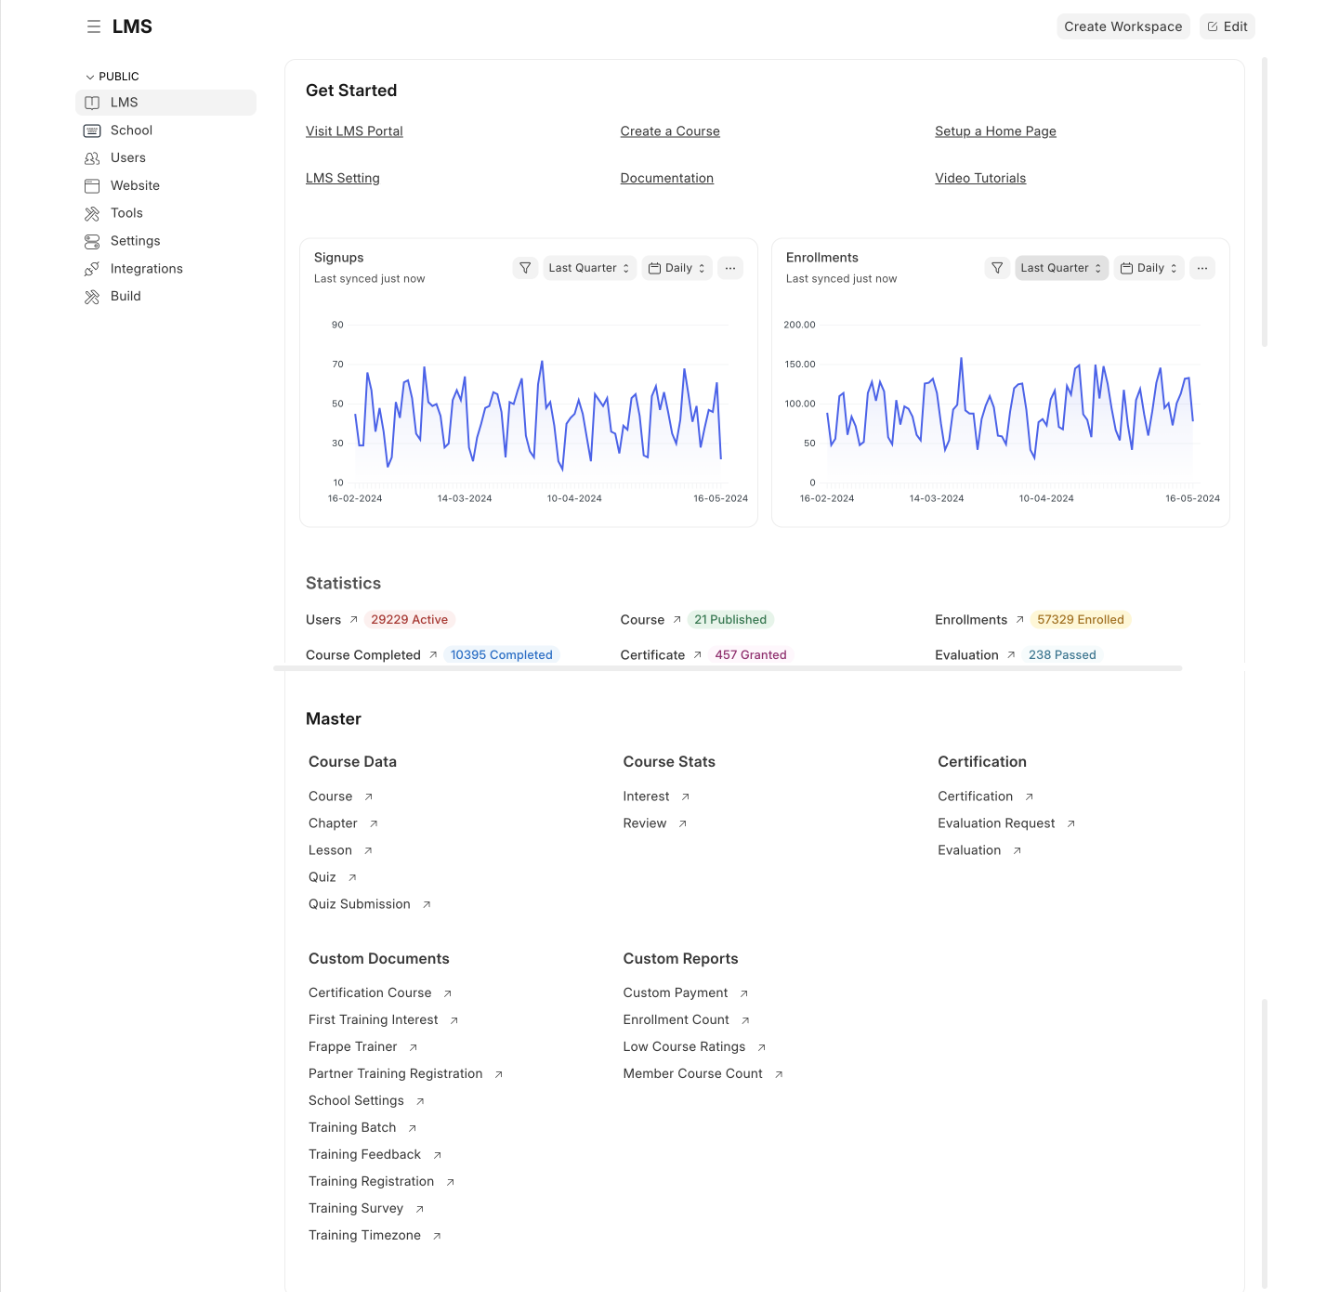 LMS
Create Workspace
Edit
PUBLIC
LMS
School
Users
Website
Tools
Settings
Integrations
Build
Get Started
Visit LMS Portal
Create a Course
Setup a Home Page
LMS Setting
Documentation
Video Tutorials
Signups
Last synced just now
Last Quarter
Daily
90
70
50
30
10
16-02-2024
14-03-2024
10-04-2024
16-05-2024
Enrollments
Last synced just now
Last Quarter
Daily
200.00
150.00
100.00
50
0
16-02-2024
14-03-2024
10-04-2024
16-05-2024
Statistics
Users 29229 Active
Course 21 Published
Enrollments 57329 Enrolled
Course Completed 10395 Completed
Certificate 457 Granted
Evaluation 238 Passed
Master
Course Data
Course
Chapter
Lesson
Quiz
Quiz Submission
Course Stats
Interest
Review
Certification
Certification
Evaluation Request
Evaluation
Custom Documents
Certification Course
First Training Interest
Frappe Trainer
Partner Training Registration
School Settings
Training Batch
Training Feedback
Training Registration
Training Survey
Training Timezone
Custom Reports
Custom Payment
Enrollment Count
Low Course Ratings
Member Course Count